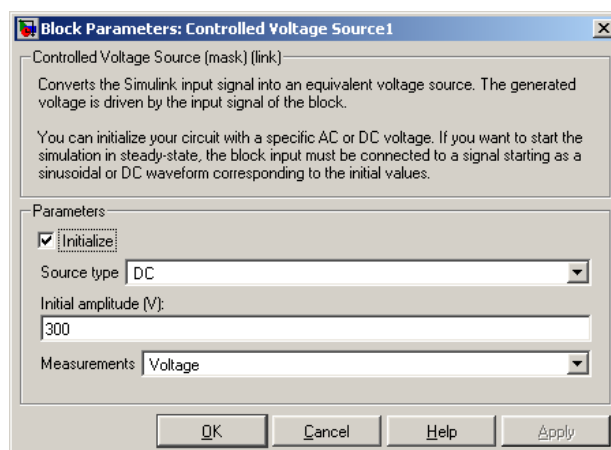 Block Parameters: Controlled Voltage Source1
Controlled Voltage Source (mask) (link)
Converts the Simulink input signal into an equivalent voltage source. The generated
voltage is driven by the input signal of the block.
You can initialize your circuit with a specific AC or DC voltage. If you want to start the
simulation in steady-state, the block input must be connected to a signal starting as a
sinusoidal or DC waveform corresponding to the initial values.
Parameters
Initialize
Source type DC
Initial amplitude (V):
300
Measurements Voltage
OK Cancel Help Apply